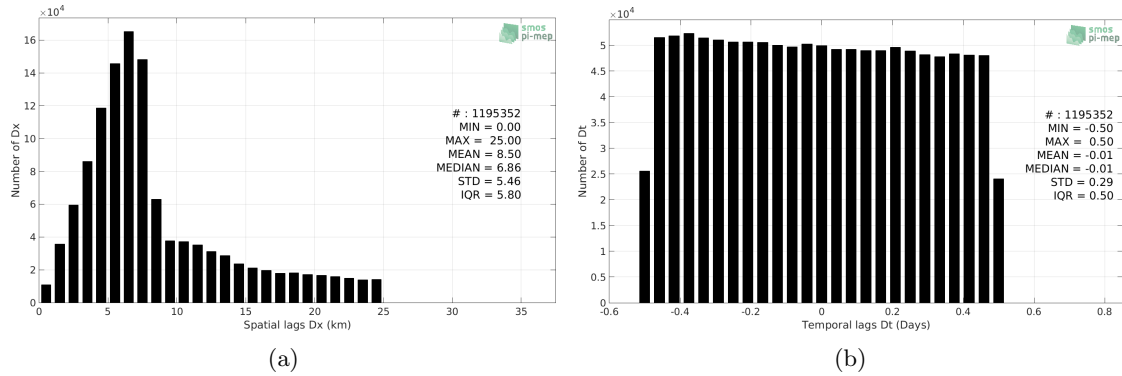 ×10⁴
18
16
14
12
10
8
6
4
2
0
Number of Dx
smos
pi-mep
# : 1195352
MIN = 0.00
MAX = 25.00
MEAN = 8.50
MEDIAN = 6.86
STD = 5.46
IQR = 5.80
0 5 10 15 20 25 30 35
Spatial lags Dx (km)
(a)
×10⁴
5
4.5
4
3.5
3
2.5
2
1.5
1
0.5
0
Number of Dt
smos
pi-mep
# : 1195352
MIN = -0.50
MAX = 0.50
MEAN = -0.01
MEDIAN = -0.01
STD = 0.29
IQR = 0.50
-0.6 -0.4 -0.2 0 0.2 0.4 0.6 0.8
Temporal lags Dt (Days)
(b)